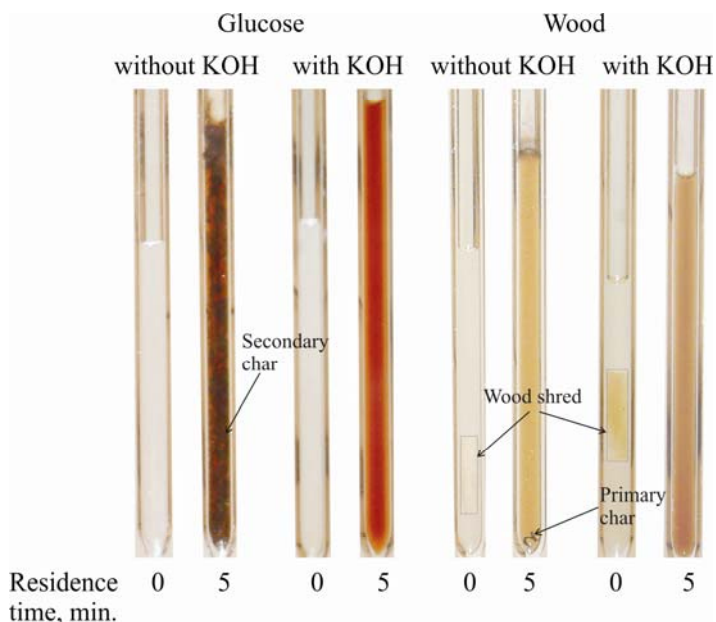 Glucose Wood
without KOH with KOH without KOH with KOH
Secondary
char
Wood shred
Primary
char
Residence 0 5 0 5 0 5 0 5
time, min.